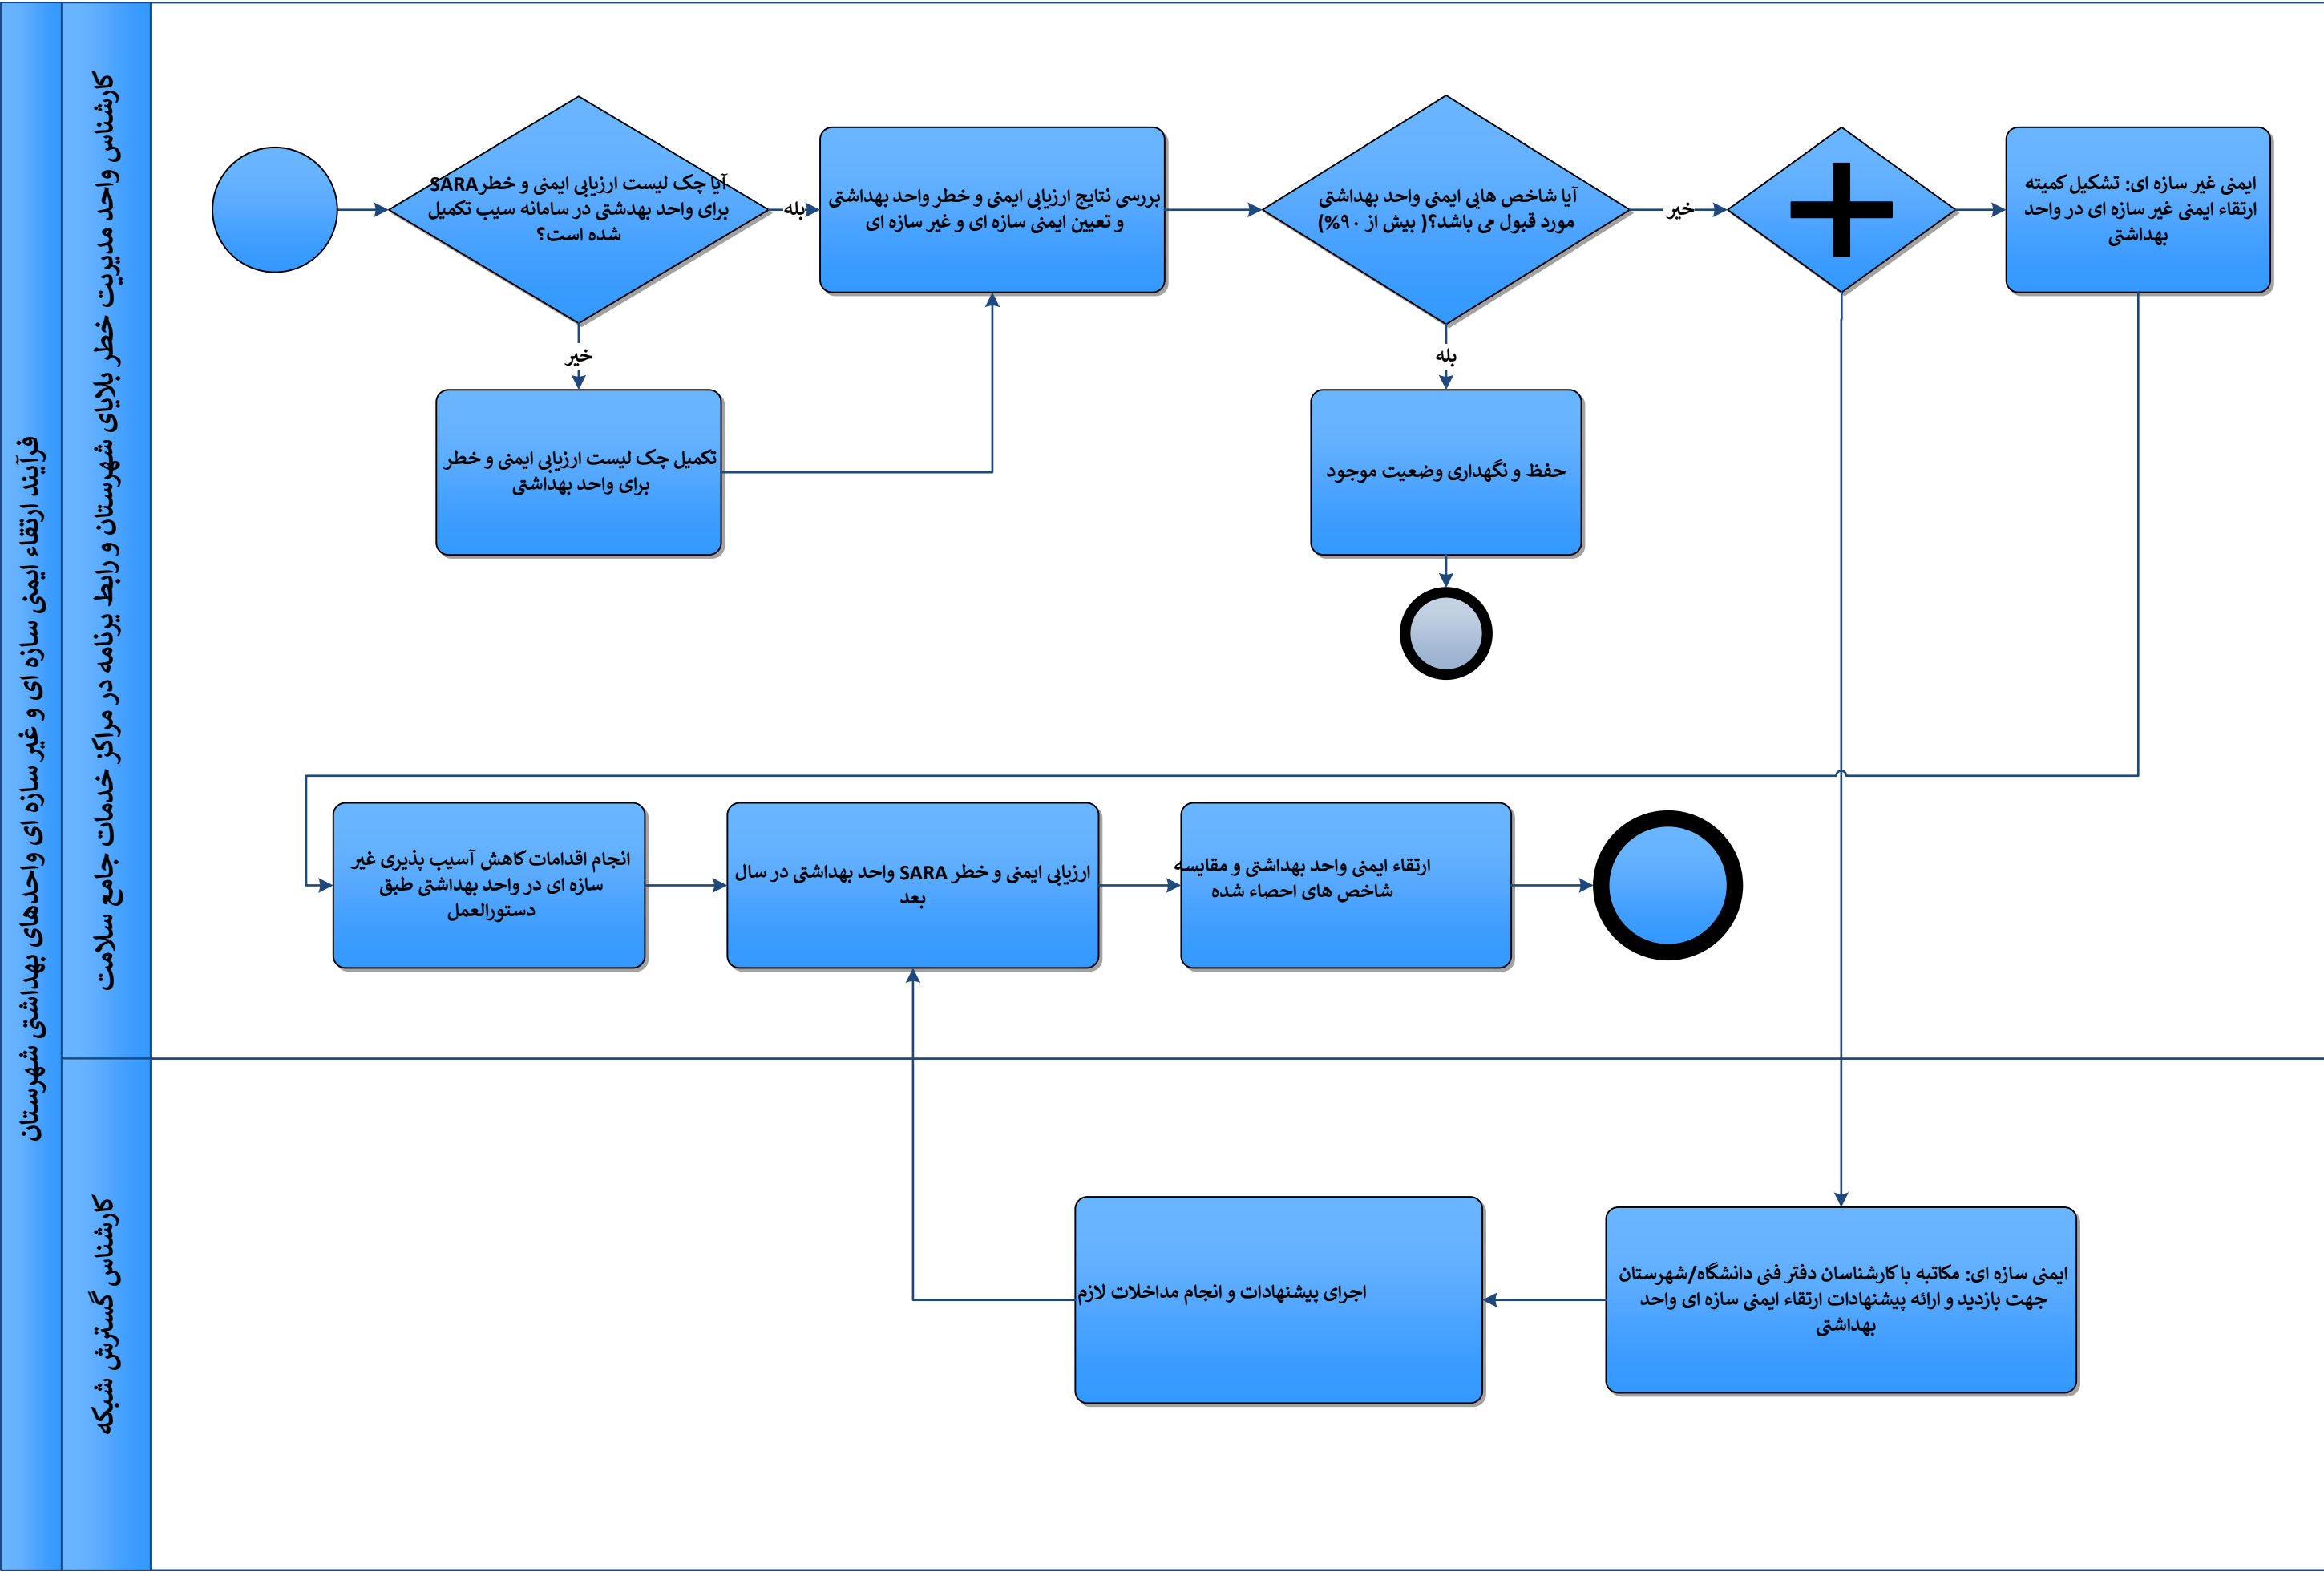 فرآیند ارتقاء ایمنی سازه ای و غیر سازه ای واحدهای بهداشتی شهرستان
کارشناس واحد مدیریت خطر بلایای شهرستان و رابط برنامه در مراکز خدمات جامع سلامت
آیا چک لیست ارزیابی ایمنی و خطر SARA
برای واحد بهدشتی در سامانه سیب تکمیل
شده است؟
بله
بررسی نتایج ارزیابی ایمنی و خطر واحد بهداشتی
و تعیین ایمنی سازه ای و غیر سازه ای
آیا شاخص هایی ایمنی واحد بهداشتی
مورد قبول می باشد؟( بیش از ۹۰%)
خیر
ایمنی غیر سازه ای: تشکیل کمیته
ارتقاء ایمنی غیر سازه ای در واحد
بهداشتی
خیر
بله
تکمیل چک لیست ارزیابی ایمنی و خطر
برای واحد بهداشتی
حفظ و نگهداری وضعیت موجود
انجام اقدامات کاهش آسیب پذیری غیر
سازه ای در واحد بهداشتی طبق
دستورالعمل
ارزیابی ایمنی و خطر SARA واحد بهداشتی در سال
بعد
ارتقاء ایمنی واحد بهداشتی و مقایسه
شاخص های احصاء شده
کارشناس گسترش شبکه
ایمنی سازه ای: مکاتبه با کارشناسان دفتر فنی دانشگاه/شهرستان
جهت بازدید و ارائه پیشنهادات ارتقاء ایمنی سازه ای واحد
بهداشتی
اجرای پیشنهادات و انجام مداخلات لازم